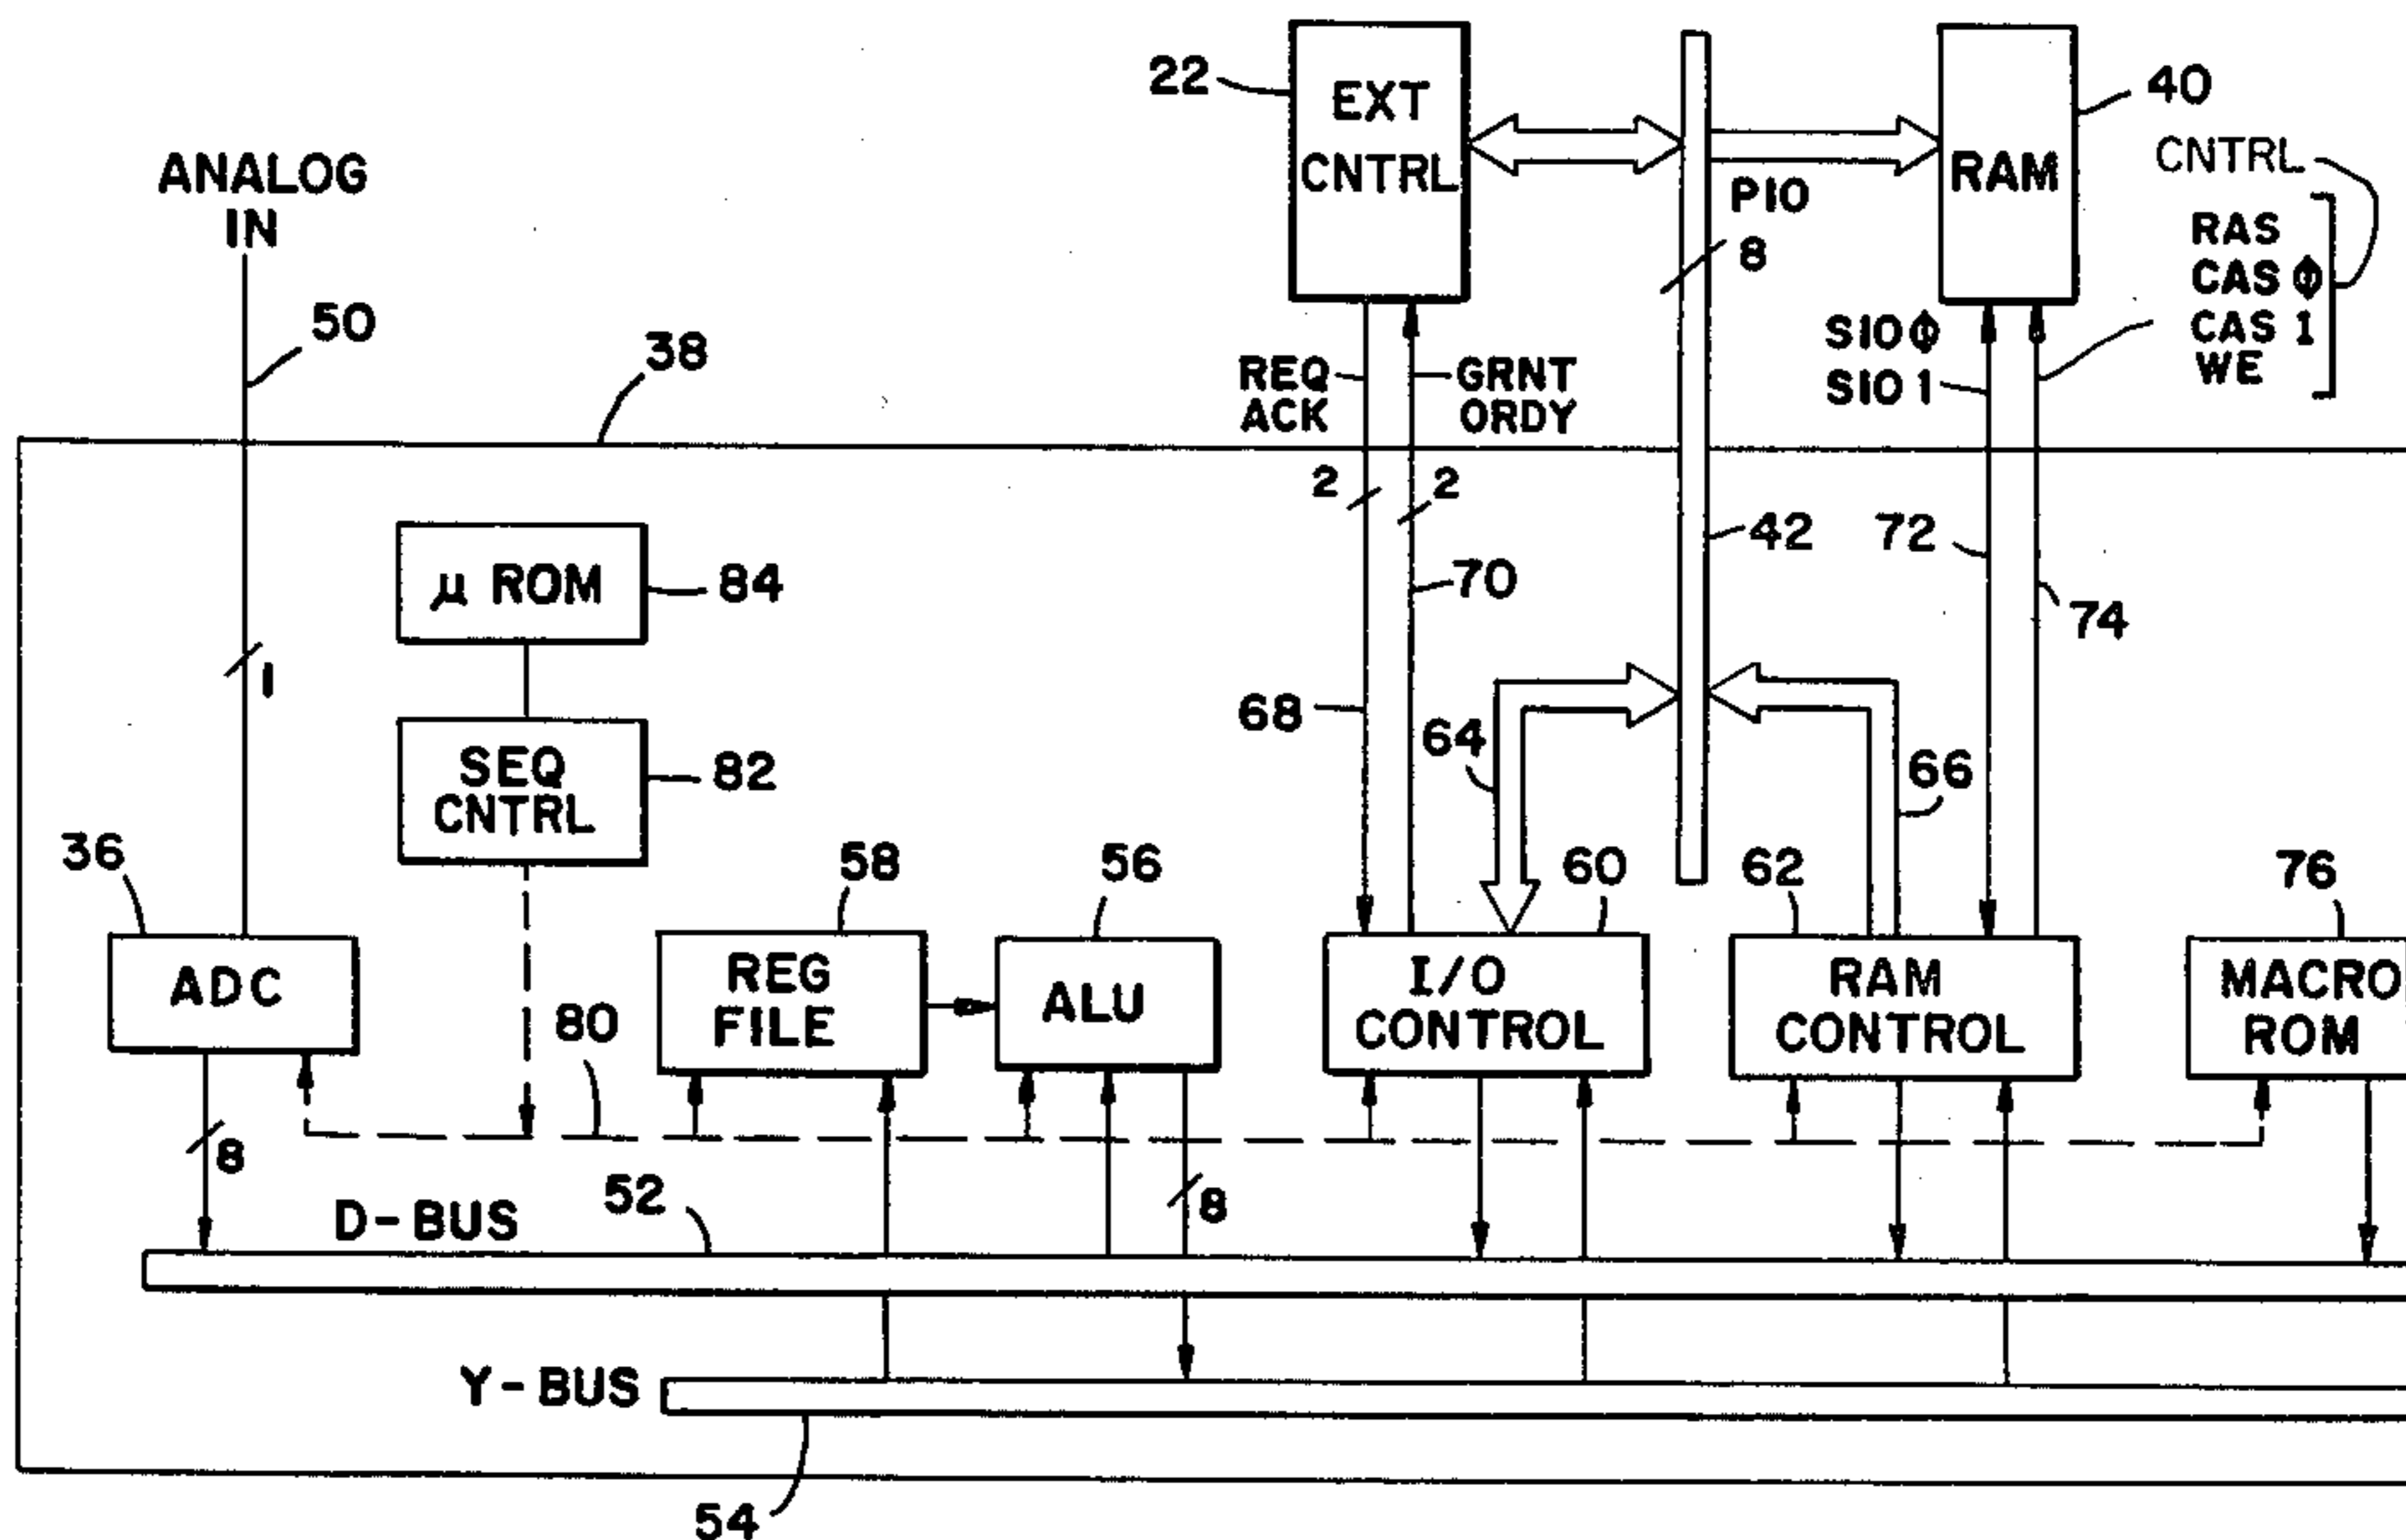 22
EXT
CNTRL
RAM
40
CNTRL
ANALOG
IN
PIO
8
RAS
CAS φ
CAS 1
WE
50
38
REQ
ACK
GRNT
ORDY
SIO φ
SIO 1
2
2
42
72
μ ROM
84
70
74
1
68
64
66
SEQ
CNTRL
82
36
58
56
60
62
76
ADC
REG
FILE
ALU
I/O
CONTROL
RAM
CONTROL
MACRO
ROM
80
8
8
D-BUS
52
Y-BUS
54